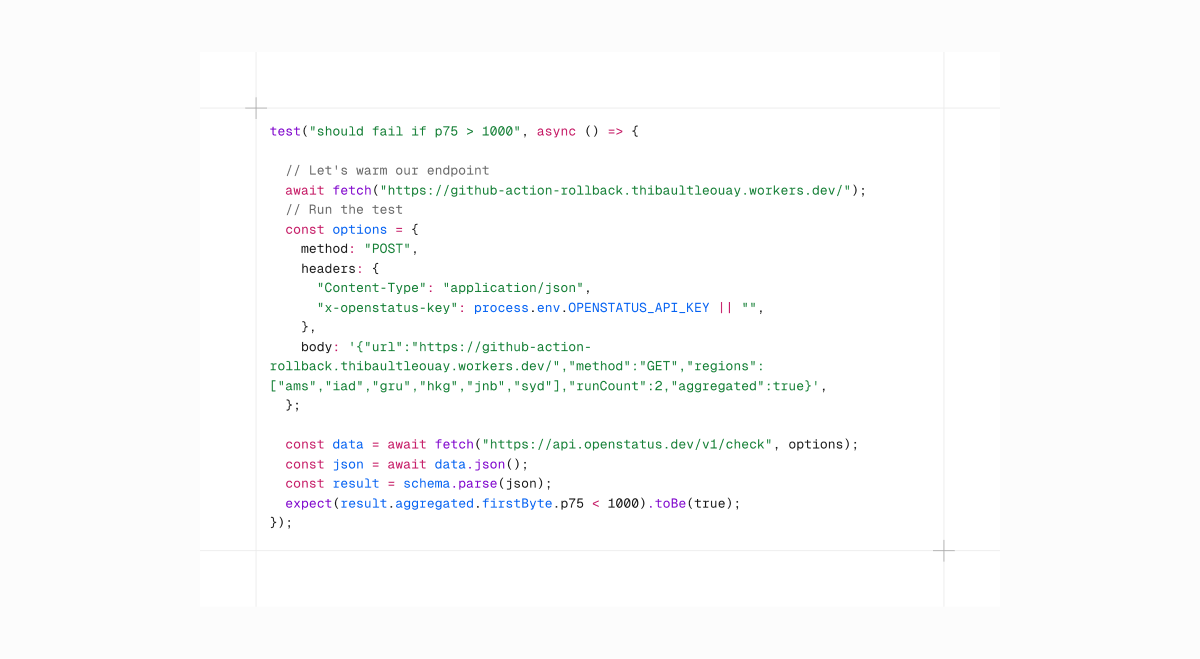 test("should fail if p75 > 1000", async () => {
// Let's warm our endpoint
await fetch("https://github-action-rollback.thibaultleouay.workers.dev/");
// Run the test
const options = {
method: "POST",
headers: {
"Content-Type": "application/json",
"x-openstatus-key": process.env.OPENSTATUS_API_KEY || "",
},
body: '{"url":"https://github-action-
rollback.thibaultleouay.workers.dev/","method":"GET","regions":
["ams","iad","gru","hkg","jnb","syd"],"runCount":2,"aggregated":true}',
};
const data = await fetch("https://api.openstatus.dev/v1/check", options);
const json = await data.json();
const result = schema.parse(json);
expect(result.aggregated.firstByte.p75 < 1000).toBe(true);
});